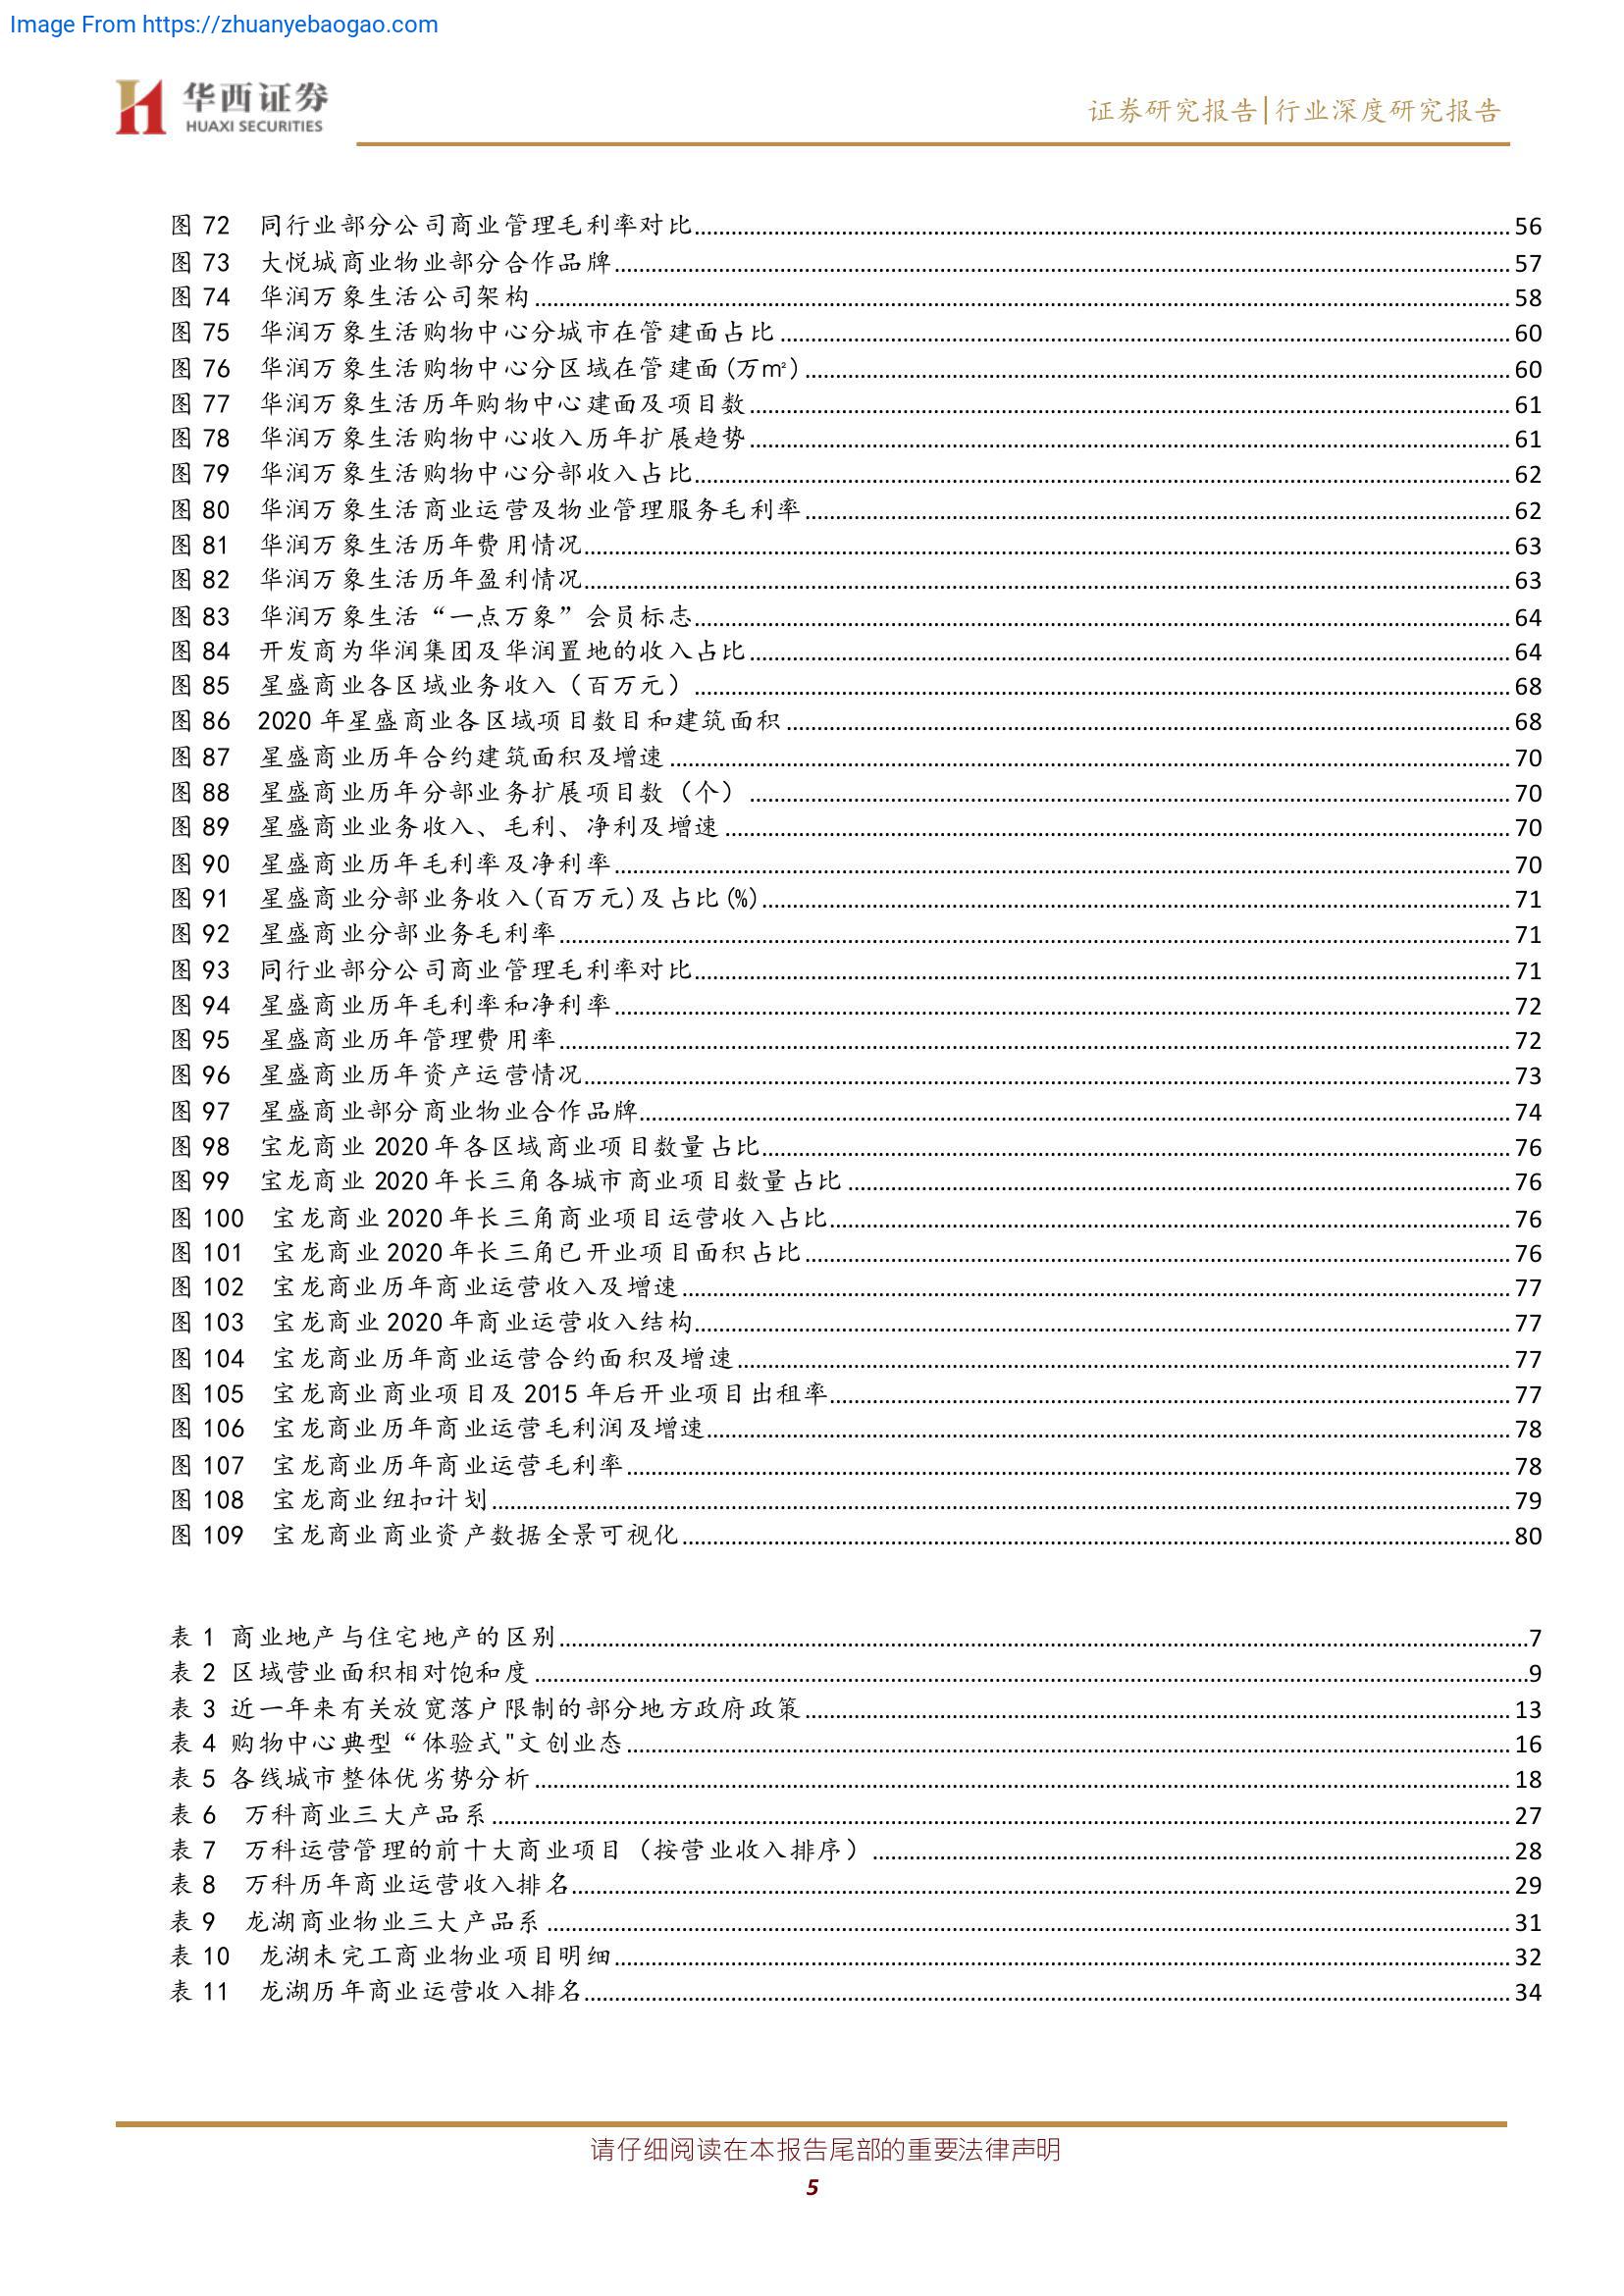 Image From https://zhuanyebaogao.com
华西证券
HUAXI SECURITIES
证券研究报告|行业深度研究报告
图 72 同行业部分公司商业管理毛利率对比 56
图 73 大悦城商业物业部分合作品牌 57
图 74 华润万象生活公司架构 58
图 75 华润万象生活购物中心分城市在管建面占比 60
图 76 华润万象生活购物中心分区域在管建面(万㎡) 60
图 77 华润万象生活历年购物中心建面及项目数 61
图 78 华润万象生活购物中心收入历年扩展趋势 61
图 79 华润万象生活购物中心分部收入占比 62
图 80 华润万象生活商业运营及物业管理服务毛利率 62
图 81 华润万象生活历年费用情况 63
图 82 华润万象生活历年盈利情况 63
图 83 华润万象生活“一点万象”会员标志 64
图 84 开发商为华润集团及华润置地的收入占比 64
图 85 星盛商业各区域业务收入（百万元） 68
图 86 2020 年星盛商业各区域项目数目和建筑面积 68
图 87 星盛商业历年合约建筑面积及增速 70
图 88 星盛商业历年分部业务扩展项目数（个） 70
图 89 星盛商业业务收入、毛利、净利及增速 70
图 90 星盛商业历年毛利率及净利率 70
图 91 星盛商业分部业务收入(百万元)及占比(%) 71
图 92 星盛商业分部业务毛利率 71
图 93 同行业部分公司商业管理毛利率对比 71
图 94 星盛商业历年毛利率和净利率 72
图 95 星盛商业历年管理费用率 72
图 96 星盛商业历年资产运营情况 73
图 97 星盛商业部分商业物业合作品牌 74
图 98 宝龙商业 2020 年各区域商业项目数量占比 76
图 99 宝龙商业 2020 年长三角各城市商业项目数量占比 76
图 100 宝龙商业 2020 年长三角商业项目运营收入占比 76
图 101 宝龙商业 2020 年长三角已开业项目面积占比 76
图 102 宝龙商业历年商业运营收入及增速 77
图 103 宝龙商业 2020 年商业运营收入结构 77
图 104 宝龙商业历年商业运营合约面积及增速 77
图 105 宝龙商业商业项目及 2015 年后开业项目出租率 77
图 106 宝龙商业历年商业运营毛利润及增速 78
图 107 宝龙商业历年商业运营毛利率 78
图 108 宝龙商业纽扣计划 79
图 109 宝龙商业商业资产数据全景可视化 80
表 1 商业地产与住宅地产的区别 7
表 2 区域营业面积相对饱和度 9
表 3 近一年来有关放宽落户限制的部分地方政府政策 13
表 4 购物中心典型“体验式"文创业态 16
表 5 各线城市整体优劣势分析 18
表 6 万科商业三大产品系 27
表 7 万科运营管理的前十大商业项目（按营业收入排序） 28
表 8 万科历年商业运营收入排名 29
表 9 龙湖商业物业三大产品系 31
表 10 龙湖未完工商业物业项目明细 32
表 11 龙湖历年商业运营收入排名 34
请仔细阅读在本报告尾部的重要法律声明
5